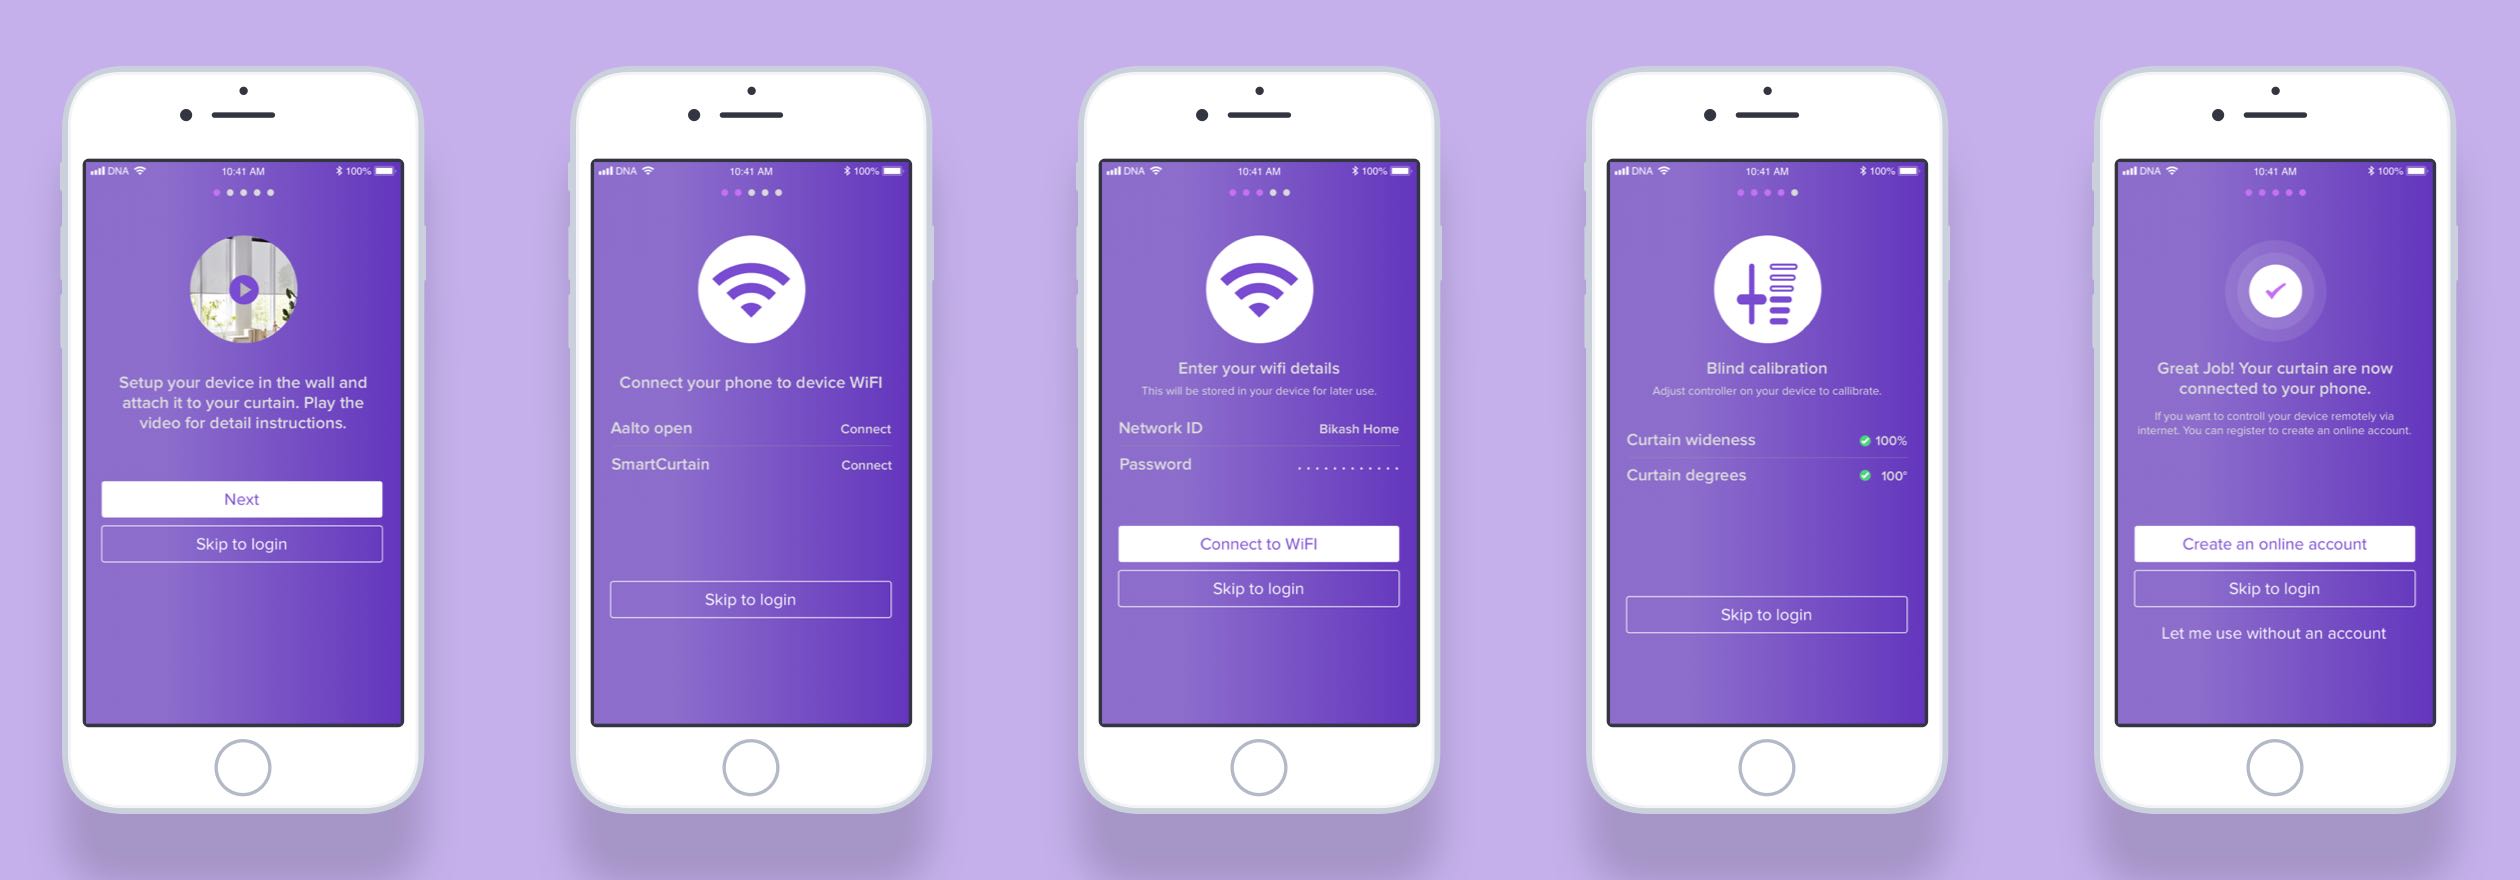 DNA 10:41 AM 100%
Setup your device in the wall and
attach it to your curtain. Play the
video for detail instructions.
Next
Skip to login
DNA 10:41 AM 100%
Connect your phone to device WiFI
Aalto open Connect
SmartCurtain Connect
Skip to login
DNA 10:41 AM 100%
Enter your wifi details
This will be stored in your device for later use.
Network ID Bikash Home
Password ............
Connect to WiFI
Skip to login
DNA 10:41 AM 100%
Blind calibration
Adjust controller on your device to callibrate.
Curtain wideness 100%
Curtain degrees 100°
Skip to login
DNA 10:41 AM 100%
Great Job! Your curtain are now
connected to your phone.
If you want to controll your device remotely via
internet. You can register to create an online account.
Create an online account
Skip to login
Let me use without an account